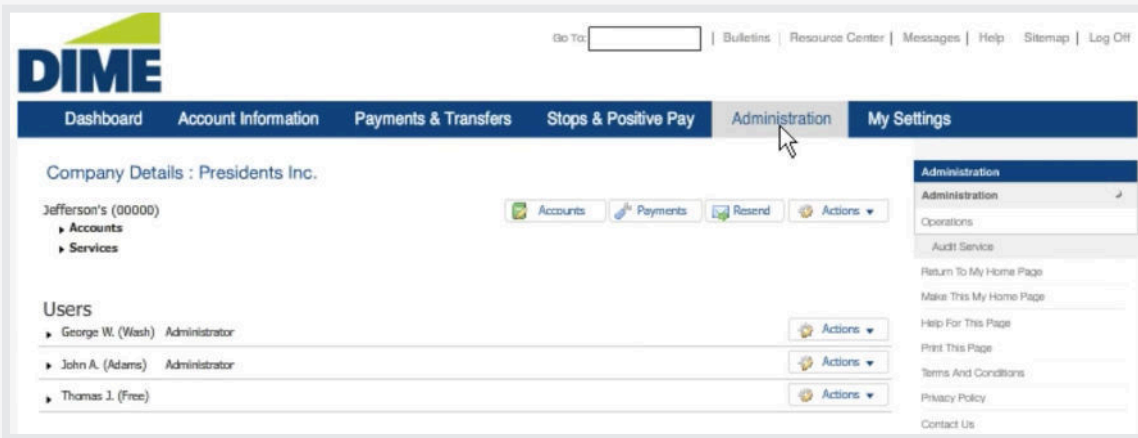 DIME
Go To: | Bulletins | Resource Center | Messages | Help Sitemap | Log Off
Dashboard Account Information Payments & Transfers Stops & Positive Pay Administration My Settings
Company Details : Presidents Inc.
Jefferson's (00000)
Accounts Payments Resend Actions
Accounts
Services
Users
George W. (Wash) Administrator Actions
John A. (Adams) Administrator Actions
Thomas J. (Free) Actions
Administration
Administration
Operations
Audit Service
Return To My Home Page
Make This My Home Page
Help For This Page
Print This Page
Terms And Conditions
Privacy Policy
Contact Us